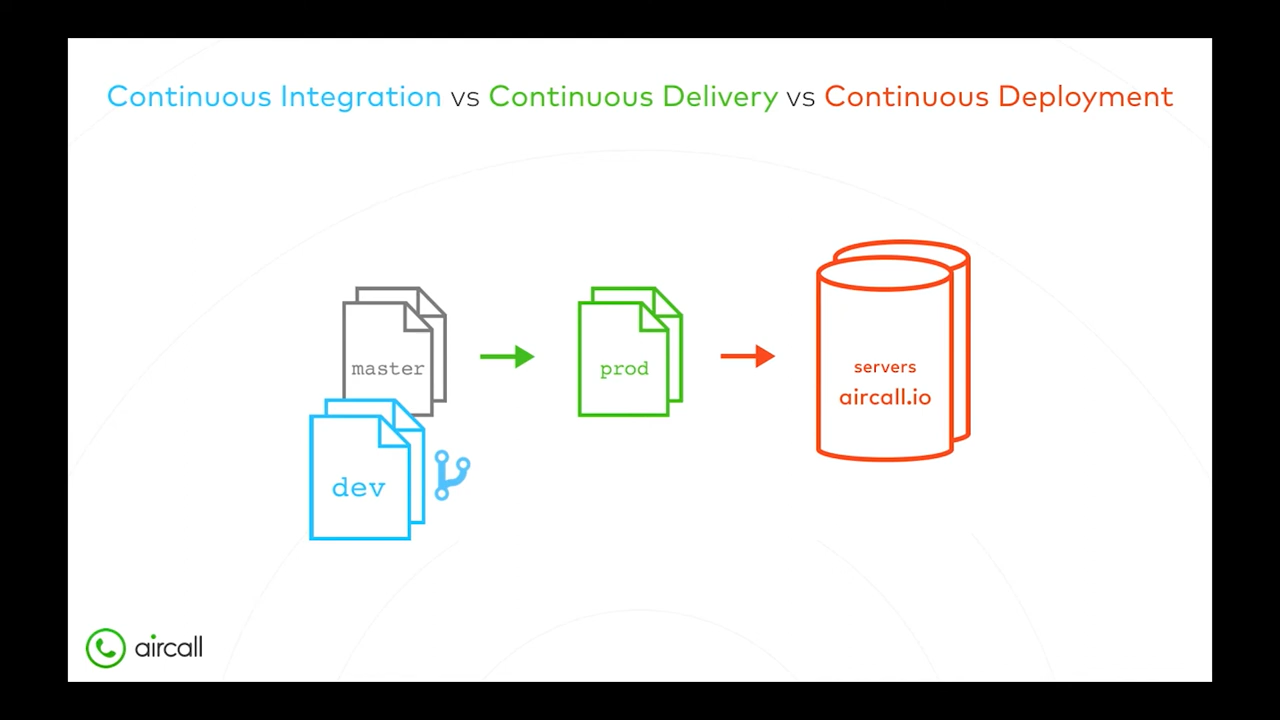 Continuous Integration vs Continuous Delivery vs Continuous Deployment
master
prod
servers
aircall.io
dev
aircall